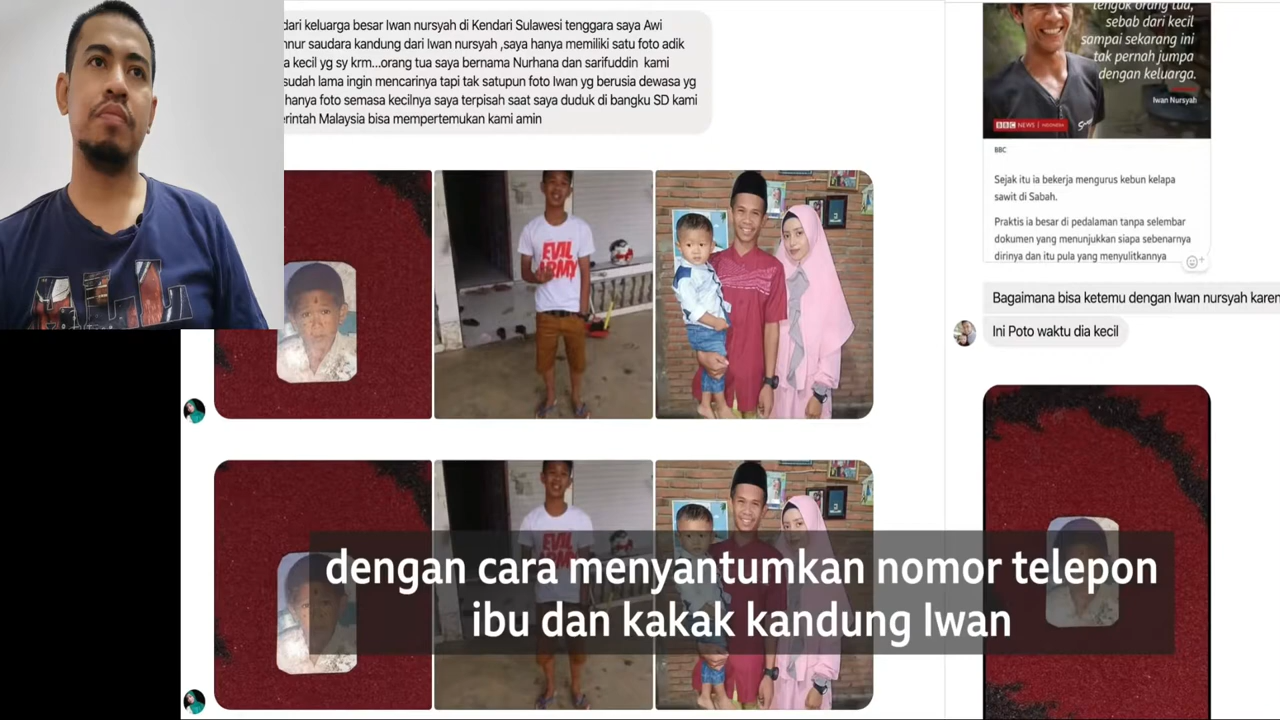 dari keluarga besar Iwan nursyah di Kendari Sulawesi tenggara saya Awi
nur saudara kandung dari Iwan nursyah ,saya hanya memiliki satu foto adik
a kecil yg sy krm...orang tua saya bernama Nurhana dan sarifuddin kami
sudah lama ingin mencarinya tapi tak satupun foto Iwan yg berusia dewasa yg
hanya foto semasa kecilnya saya terpisah saat saya duduk di bangku SD kami
erintah Malaysia bisa mempertemukan kami amin
EVIL
ARMY
EVIL
dengan cara menyantumkan nomor telepon
ibu dan kakak kandung Iwan
tengok orang tua,
sebab dari kecil
sampai sekarang ini
tak pernah jumpa
dengan keluarga.
Iwan Nursyah
BBC NEWS INDONESIA
BBC
Sejak itu ia bekerja mengurus kebun kelapa
sawit di Sabah.
Praktis ia besar di pedalaman tanpa selembar
dokumen yang menunjukkan siapa sebenarnya
dirinya dan itu pula yang menyulitkannya
Bagaimana bisa ketemu dengan Iwan nursyah karen
Ini Poto waktu dia kecil